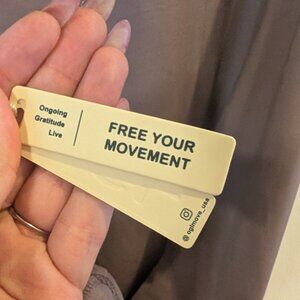 Ongoing
Gratitude
Live
FREE YOUR
MOVEMENT
@oglmove_usa